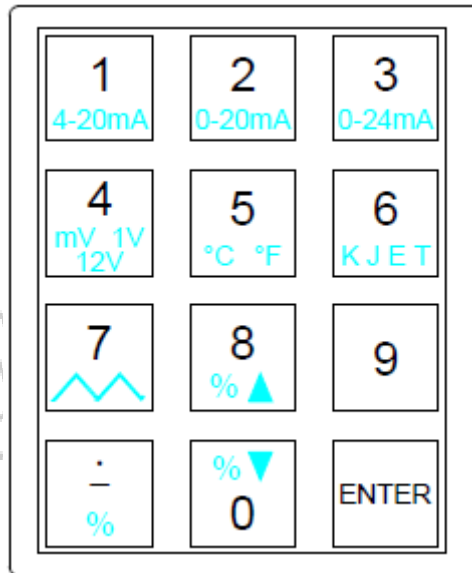 1 2 3
4-20mA 0-20mA 0-24mA
4 5 6
mV 1V
12V
°C °F K J E T
7 8 9
% ▲
. % ▼
– 0 ENTER
%